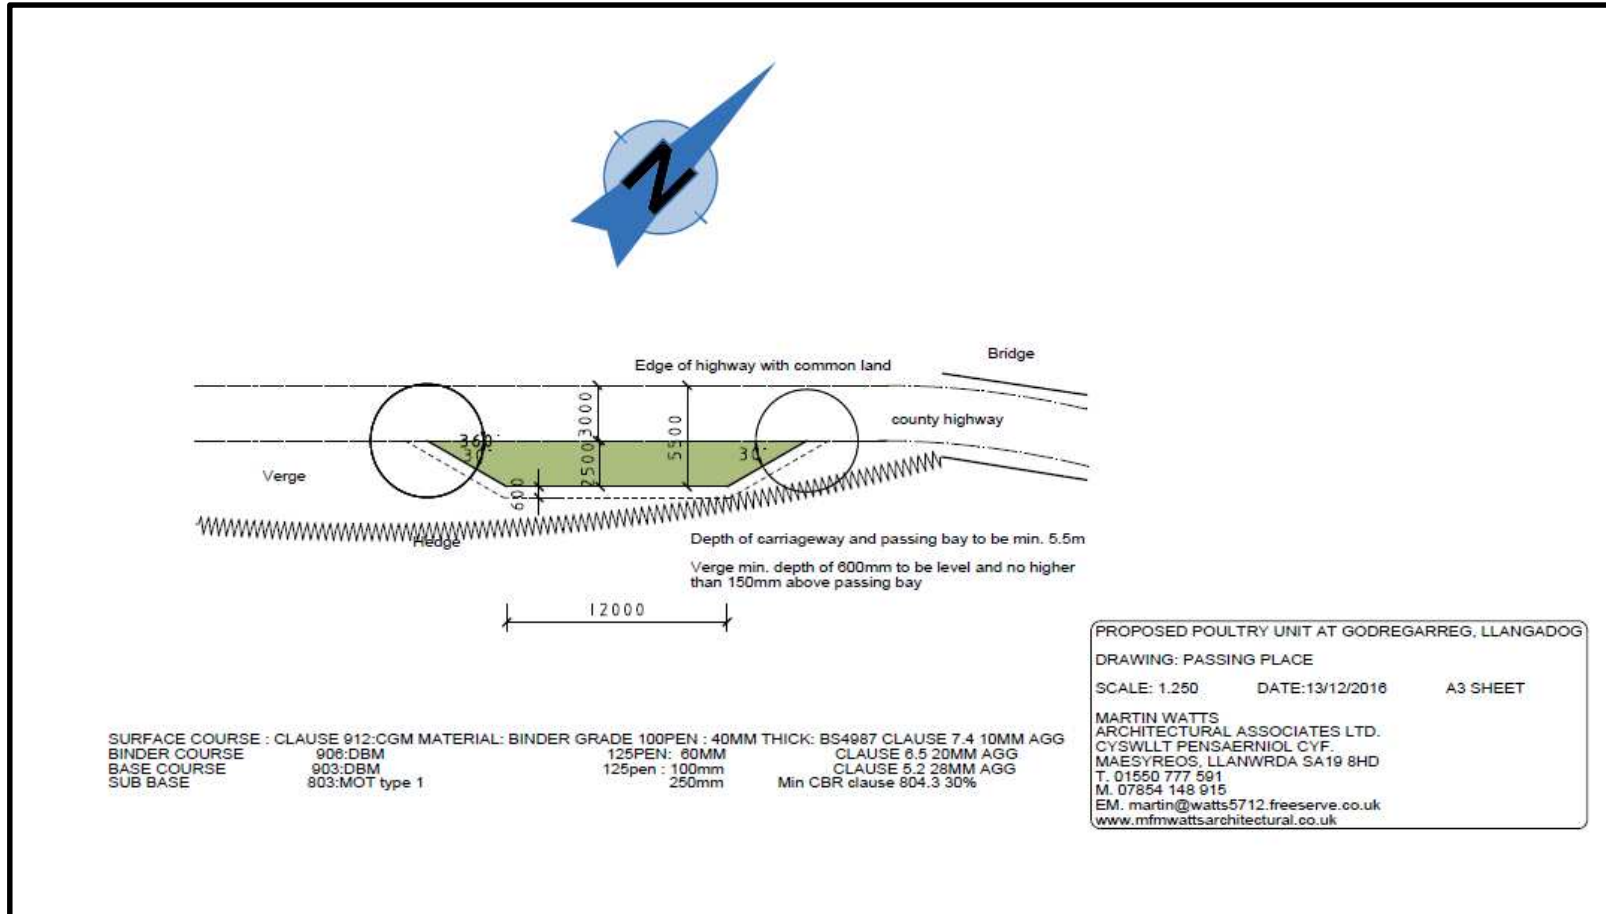 N
Bridge
Edge of highway with common land
3000
county highway
360°
30°
2500
5500
30°
Verge
600
Hedge
Depth of carriageway and passing bay to be min. 5.5m
Verge min. depth of 600mm to be level and no higher
than 150mm above passing bay
12000
PROPOSED POULTRY UNIT AT GODREGARREG, LLANGADOG
DRAWING: PASSING PLACE
SCALE: 1.250 DATE:13/12/2016 A3 SHEET
MARTIN WATTS
ARCHITECTURAL ASSOCIATES LTD.
CYSWLLT PENSAERNIOL CYF.
MAESYREOS, LLANWRDA SA19 8HD
T. 01550 777 591
M. 07854 148 915
EM. martin@watts5712.freeserve.co.uk
www.mfmwattsarchitectural.co.uk
SURFACE COURSE : CLAUSE 912:CGM MATERIAL: BINDER GRADE 100PEN : 40MM THICK: BS4987 CLAUSE 7.4 10MM AGG
BINDER COURSE 906:DBM 125PEN: 60MM CLAUSE 6.5 20MM AGG
BASE COURSE 903:DBM 125pen : 100mm CLAUSE 5.2 28MM AGG
SUB BASE 803:MOT type 1 250mm Min CBR clause 804.3 30%